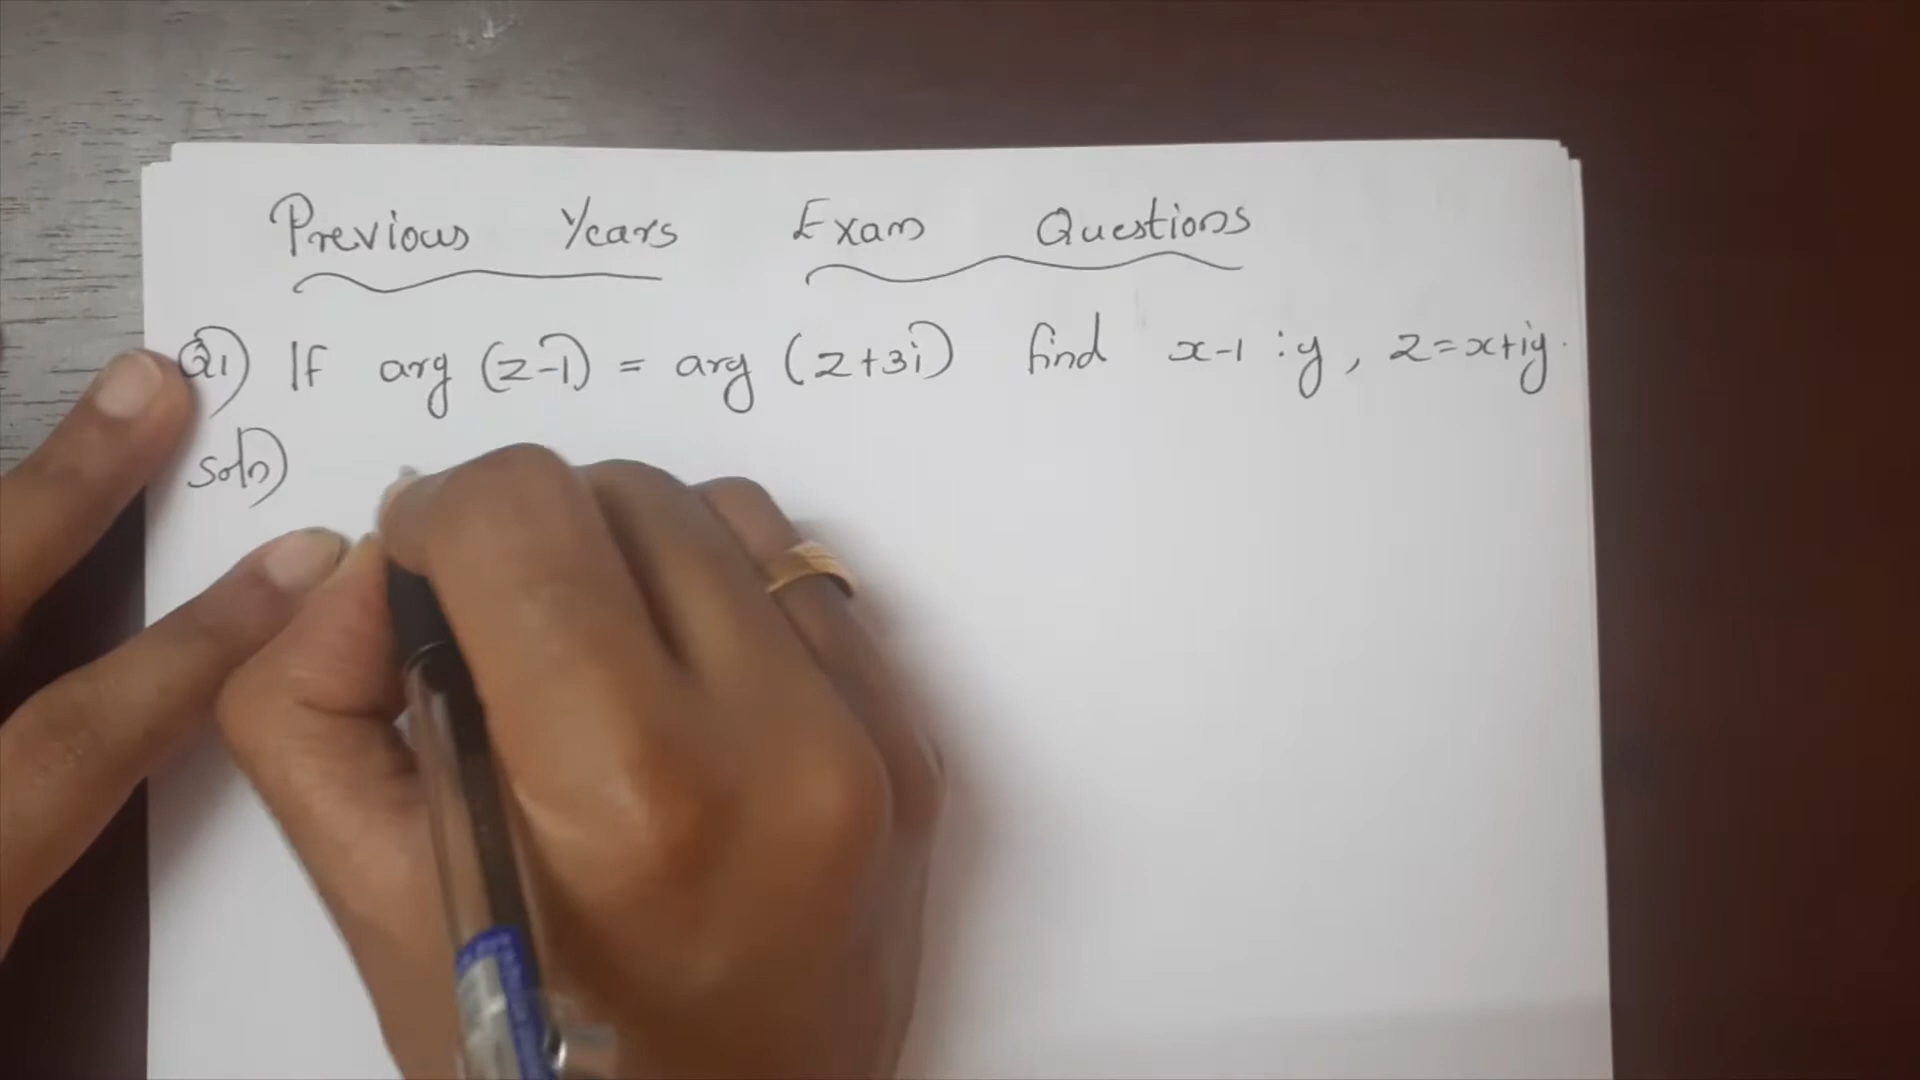 Previous Years Exam Questions
Q1) If arg (z-1) = arg (z+3i) find x-1 : y, z=x+iy.
Soln)